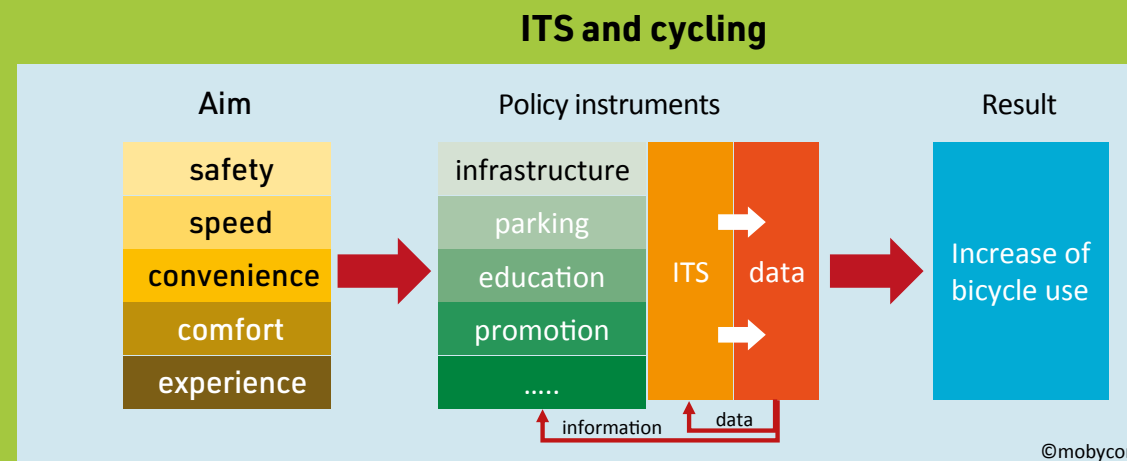 ITS and cycling
Aim
Policy instruments
Result
safety
speed
convenience
comfort
experience
infrastructure
parking
education
promotion
.....
ITS
data
Increase of
bicycle use
information
data
©mobycon